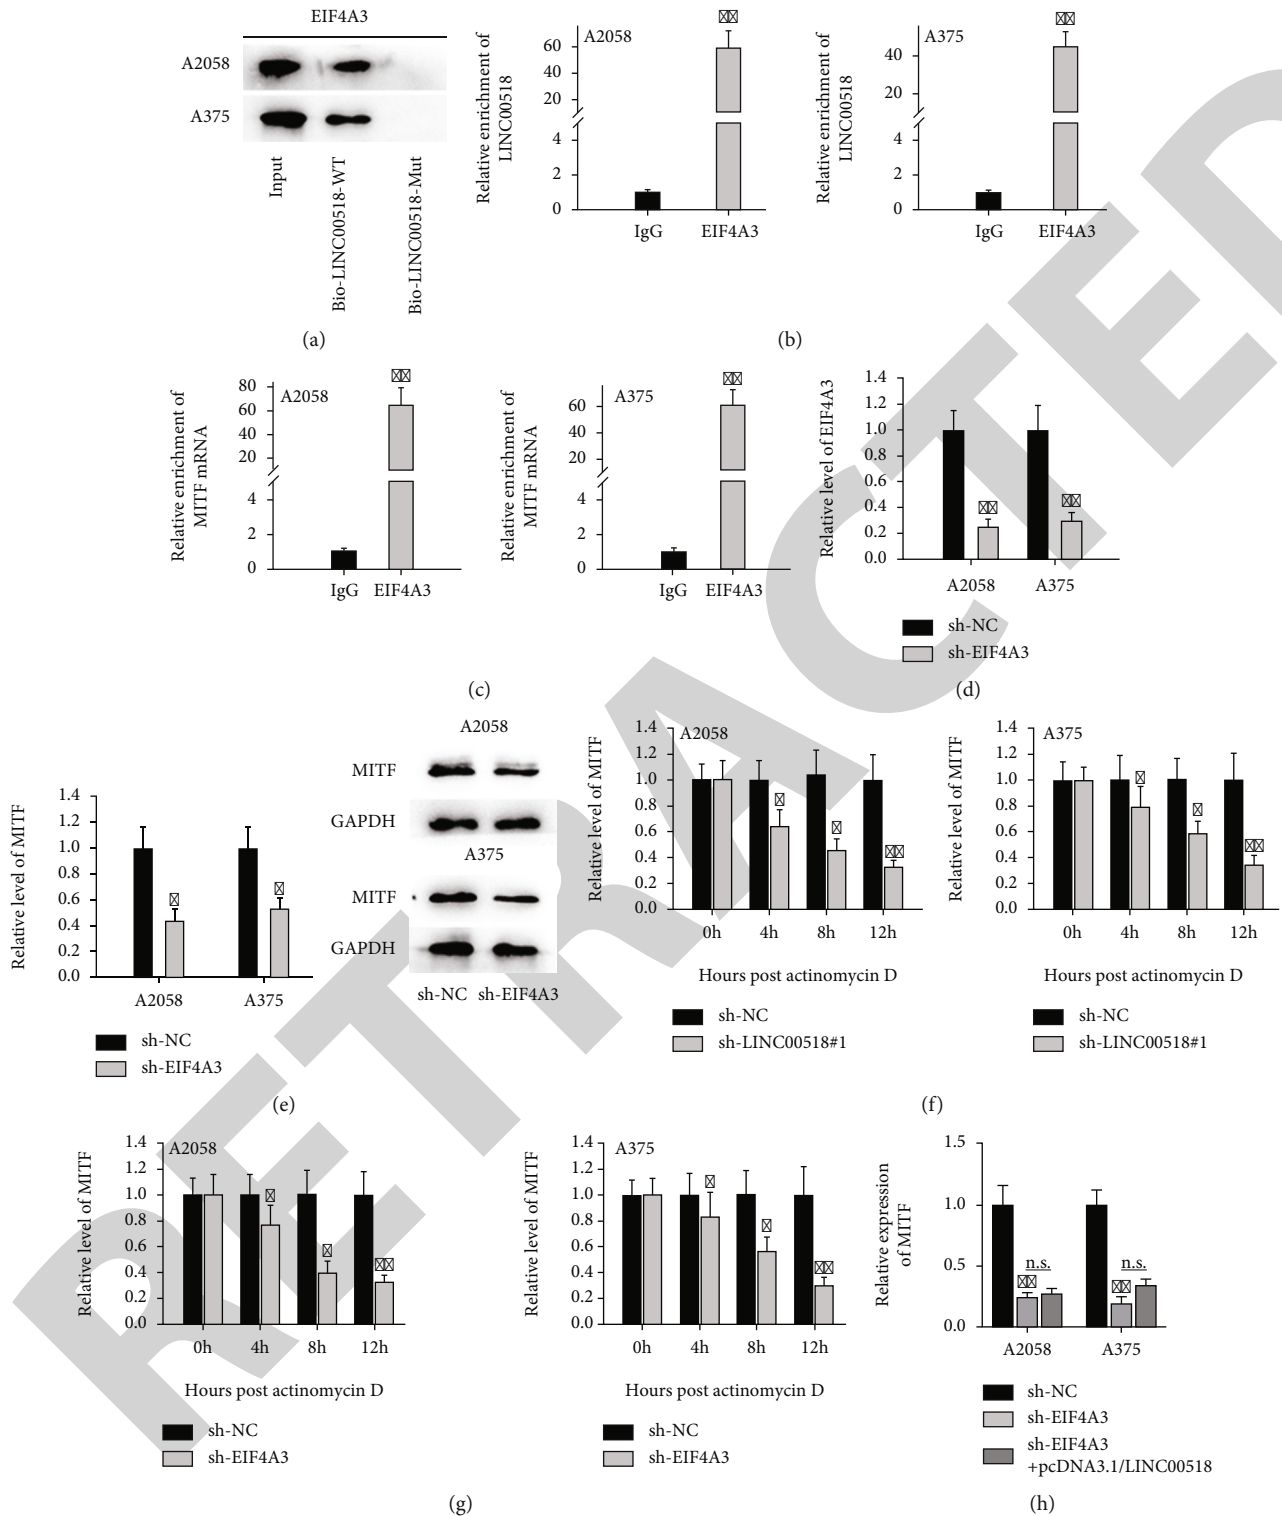 EIF4A3
A2058
A375
Input
Bio-LINC00518-WT
Bio-LINC00518-Mut
(a)
Relative enrichment of
LINC00518
A2058
60
40
20
4
2
0
IgG EIF4A3
Relative enrichment of
LINC00518
A375
40
20
4
2
0
IgG EIF4A3
(b)
Relative enrichment of
MITF mRNA
A2058
80
60
40
20
4
2
0
IgG EIF4A3
Relative enrichment of
MITF mRNA
A375
60
40
20
4
2
0
IgG EIF4A3
(c)
Relative level of EIF4A3
1.4
1.2
1.0
0.8
0.6
0.4
0.2
0.0
A2058 A375
sh-NC
sh-EIF4A3
(d)
Relative level of MITF
1.4
1.2
1.0
0.8
0.6
0.4
0.2
0.0
A2058 A375
sh-NC
sh-EIF4A3
A2058
MITF
GAPDH
A375
MITF
GAPDH
sh-NC sh-EIF4A3
(e)
Relative level of MITF
A2058
1.4
1.2
1.0
0.8
0.6
0.4
0.2
0.0
0h 4h 8h 12h
Hours post actinomycin D
sh-NC
sh-LINC00518#1
Relative level of MITF
A375
1.4
1.2
1.0
0.8
0.6
0.4
0.2
0.0
0h 4h 8h 12h
Hours post actinomycin D
sh-NC
sh-LINC00518#1
(f)
Relative level of MITF
A2058
1.4
1.2
1.0
0.8
0.6
0.4
0.2
0.0
0h 4h 8h 12h
Hours post actinomycin D
sh-NC
sh-EIF4A3
Relative level of MITF
A375
1.4
1.2
1.0
0.8
0.6
0.4
0.2
0.0
0h 4h 8h 12h
Hours post actinomycin D
sh-NC
sh-EIF4A3
(g)
Relative expression
of MITF
1.5
1.0
0.5
0.0
n.s.
n.s.
A2058 A375
sh-NC
sh-EIF4A3
sh-EIF4A3
+pcDNA3.1/LINC00518
(h)
RETRACTED